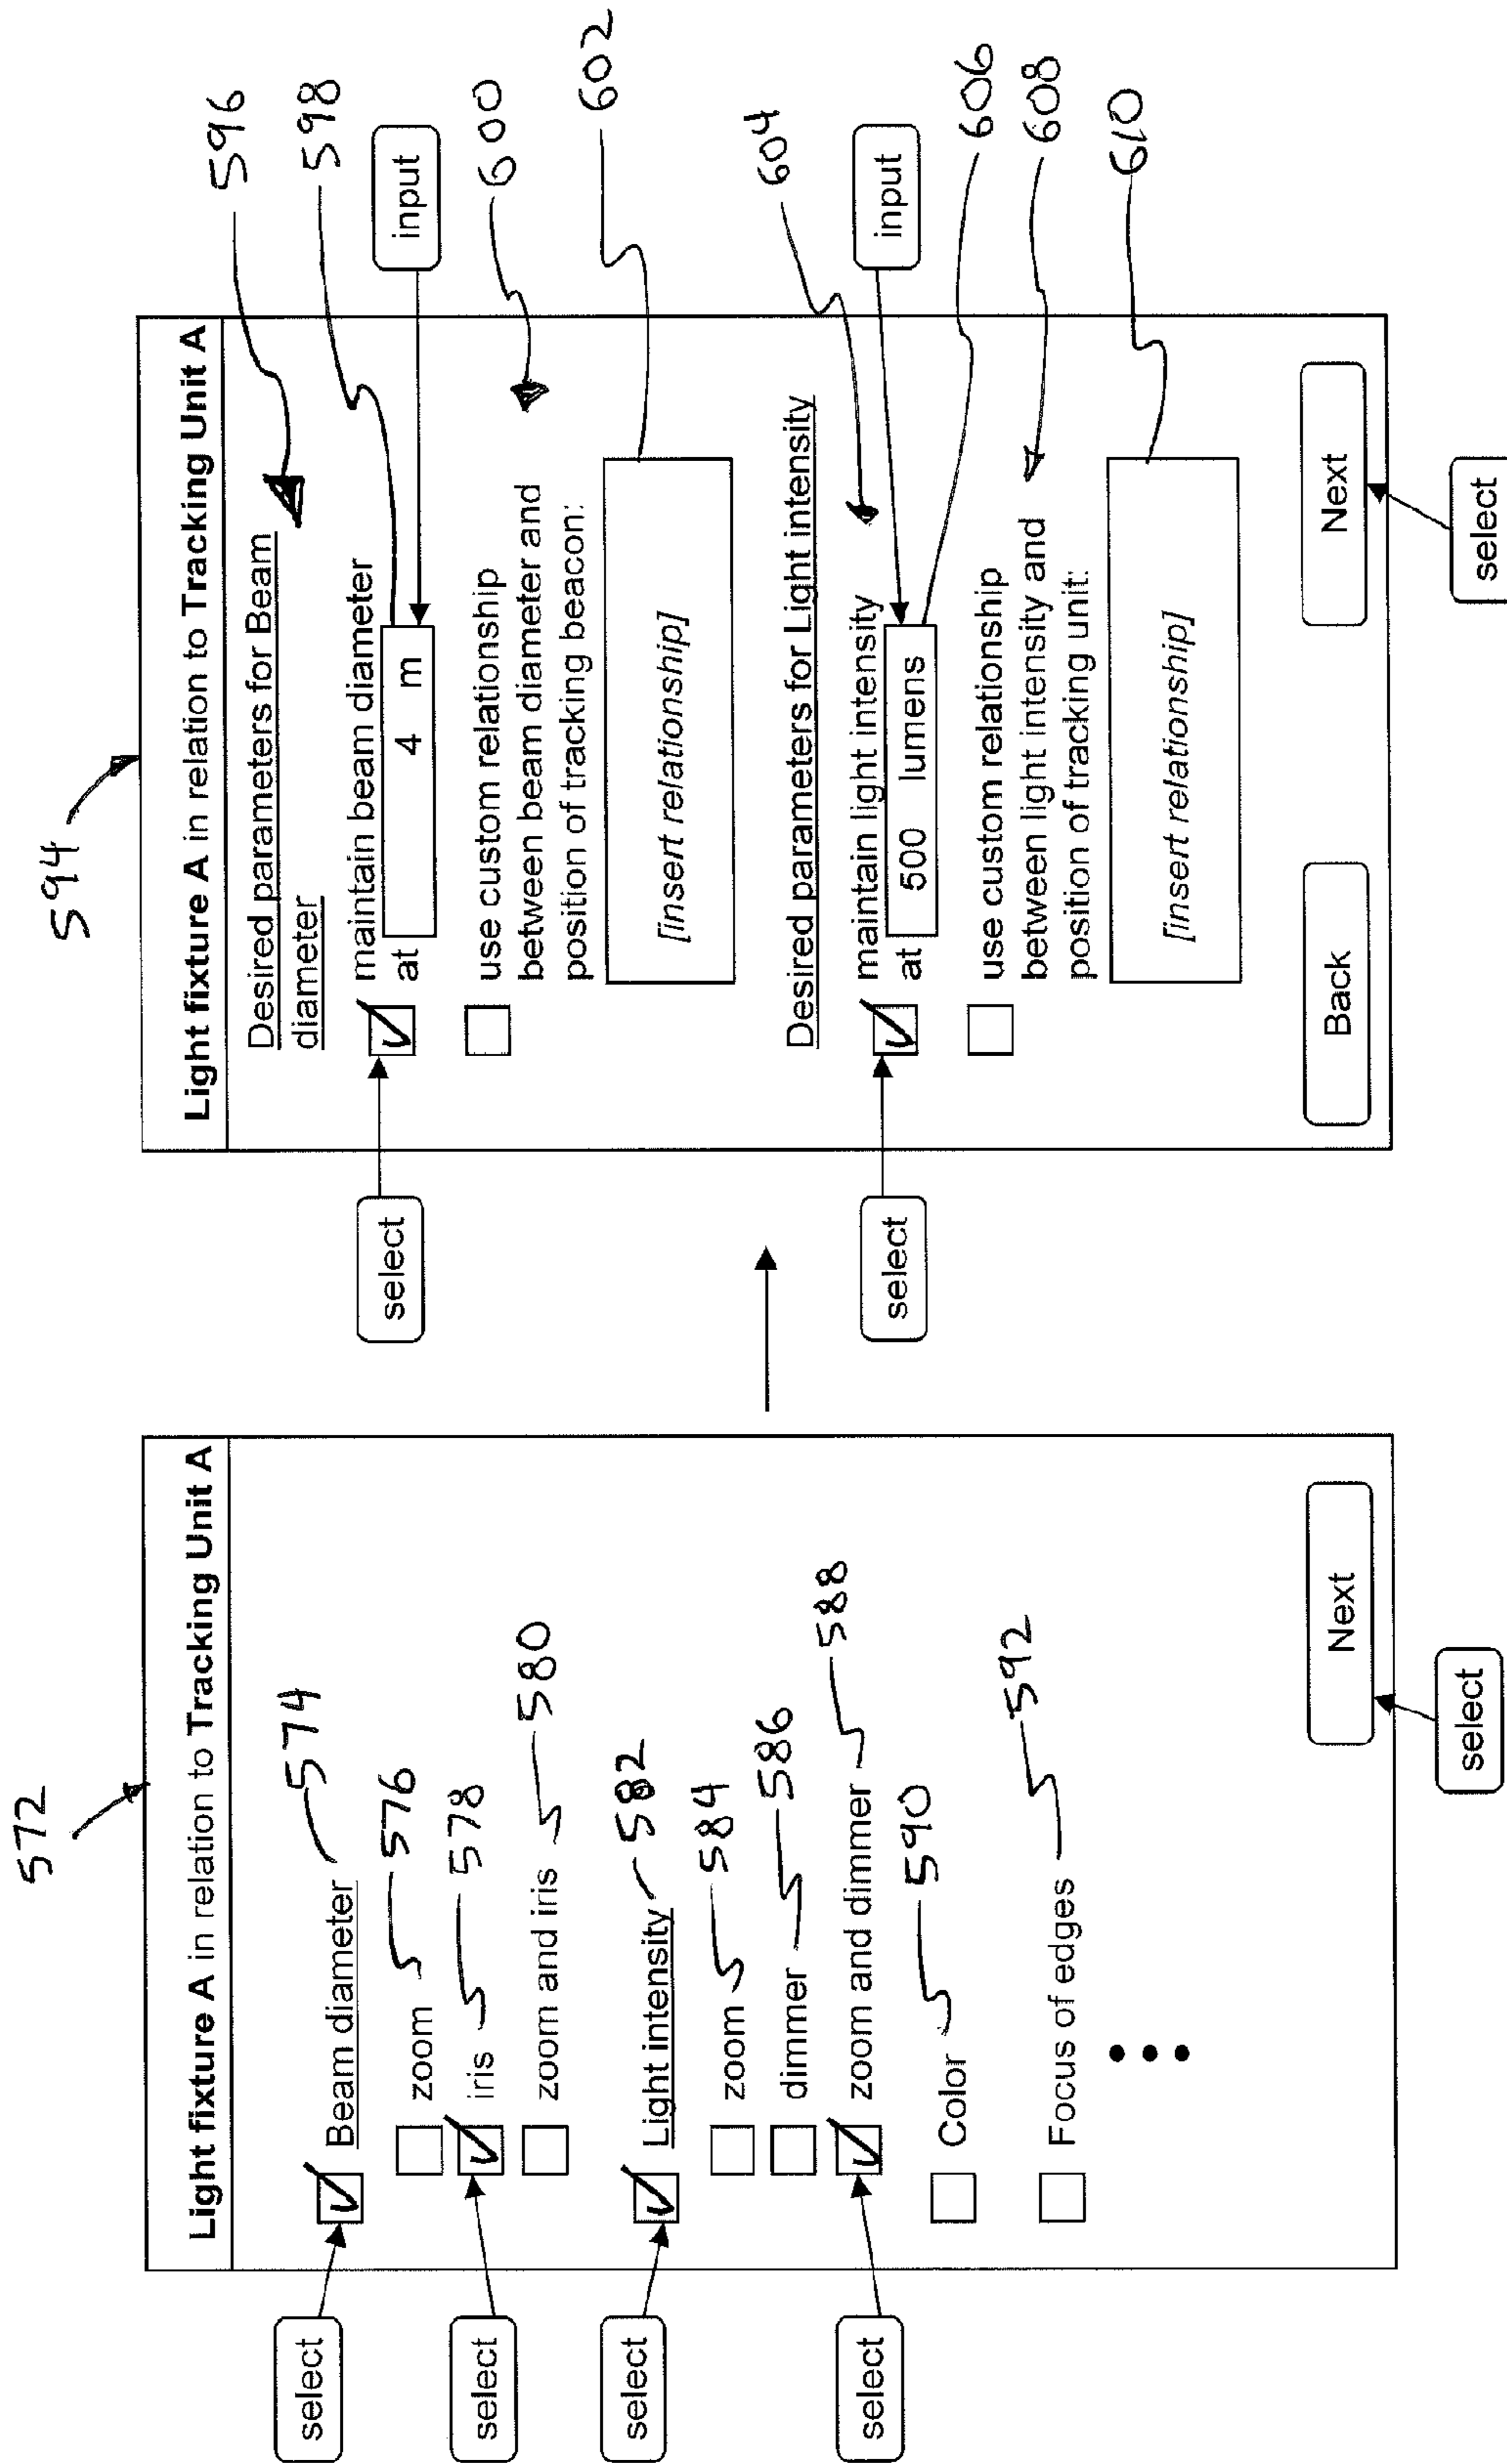 572
Light fixture A in relation to Tracking Unit A
select
Beam diameter 574
zoom 576
select
iris 578
zoom and iris 580
select
Light intensity 582
zoom 584
dimmer 586
select
zoom and dimmer 588
Color 590
Focus of edges 592
Next
select
594
Light fixture A in relation to Tracking Unit A
596
Desired parameters for Beam
diameter
598
select
maintain beam diameter
at 4 m
input
600
use custom relationship
between beam diameter and
position of tracking beacon:
602
[insert relationship]
604
Desired parameters for Light intensity
select
maintain light intensity
at 500 lumens
input
606
use custom relationship
between light intensity and
position of tracking unit:
608
[insert relationship]
610
Back
Next
select